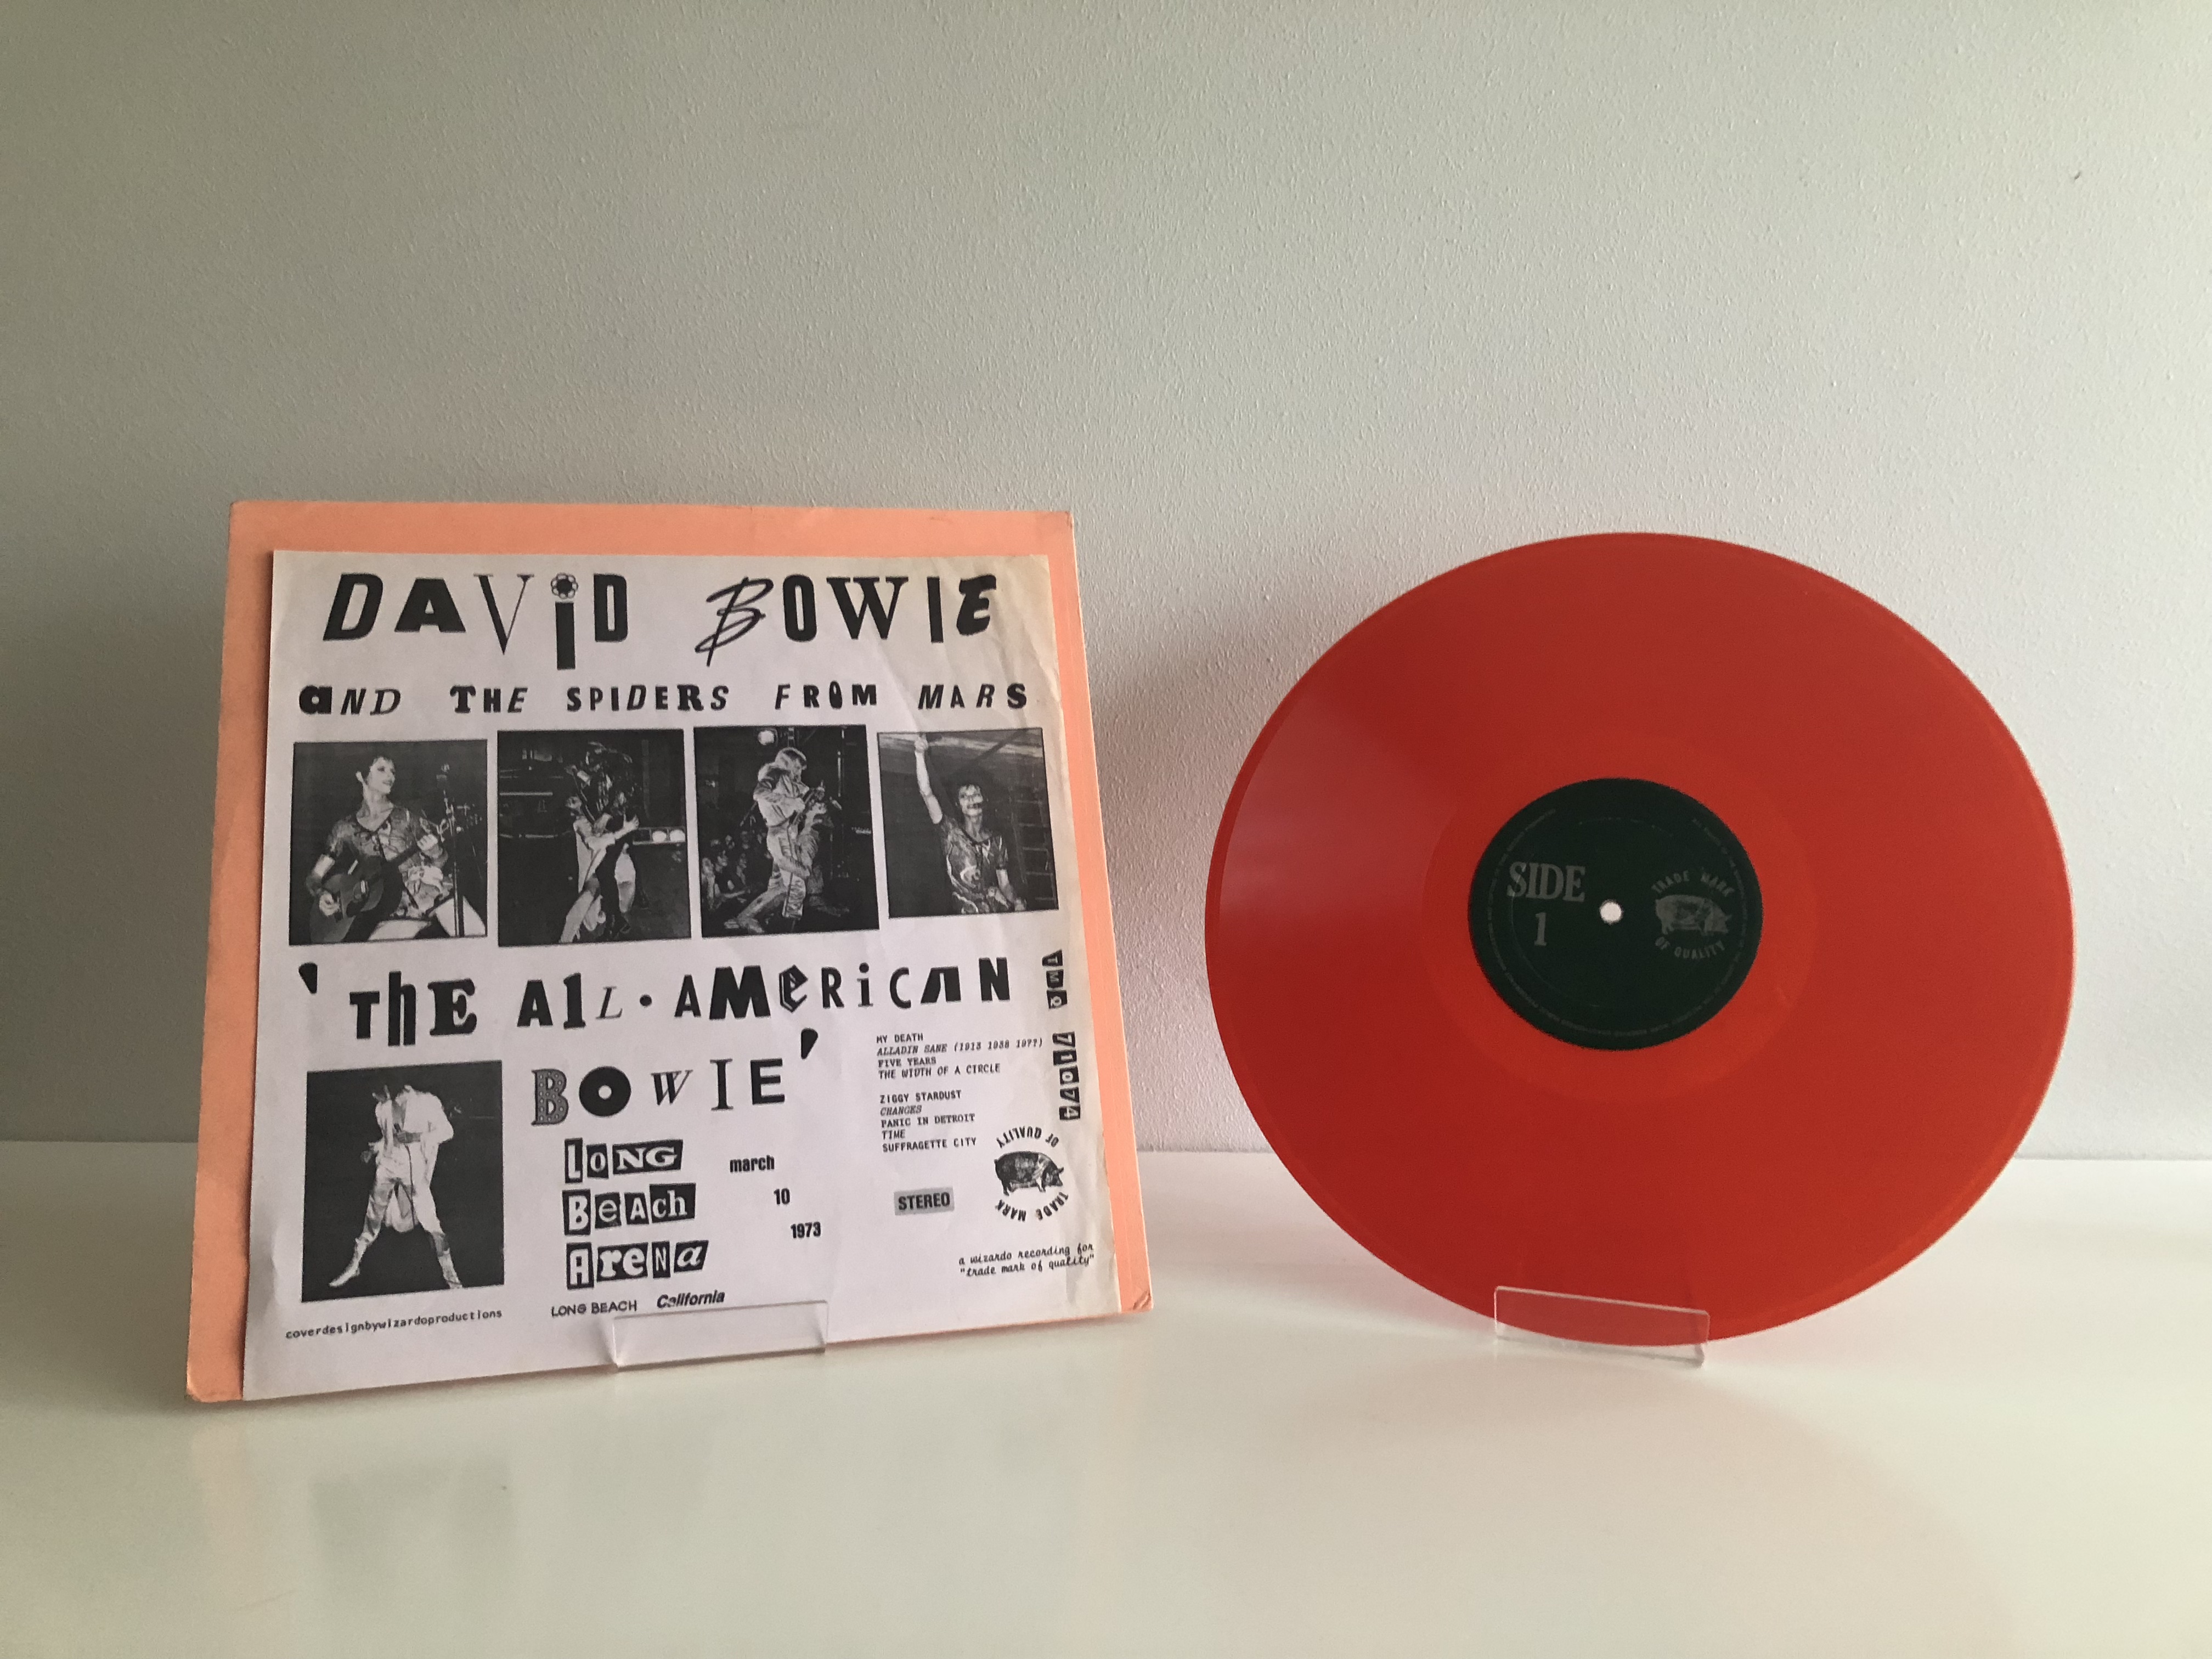 DAViD BOWIE
aND THE SPIDERS FROM MARS
'ThE A1L·AMeRiCAN
BOWIE'
TMQ 71074
MY DEATH
ALLADIN SANE (1913 1938 19??)
FIVE YEARS
THE WIDTH OF A CIRCLE
ZIGGY STARDUST
CHANGES
PANIC IN DETROIT
TIME
SUFFRAGETTE CITY
LoNG
BeAch
AreNa
march
10
1973
LONG BEACH California
STEREO
TRADE MARK
OF QUALITY
a wizardo recording for
"trade mark of quality"
coverdesignbywizardoproductions
SIDE
1
TRADE MARK
OF QUALITY